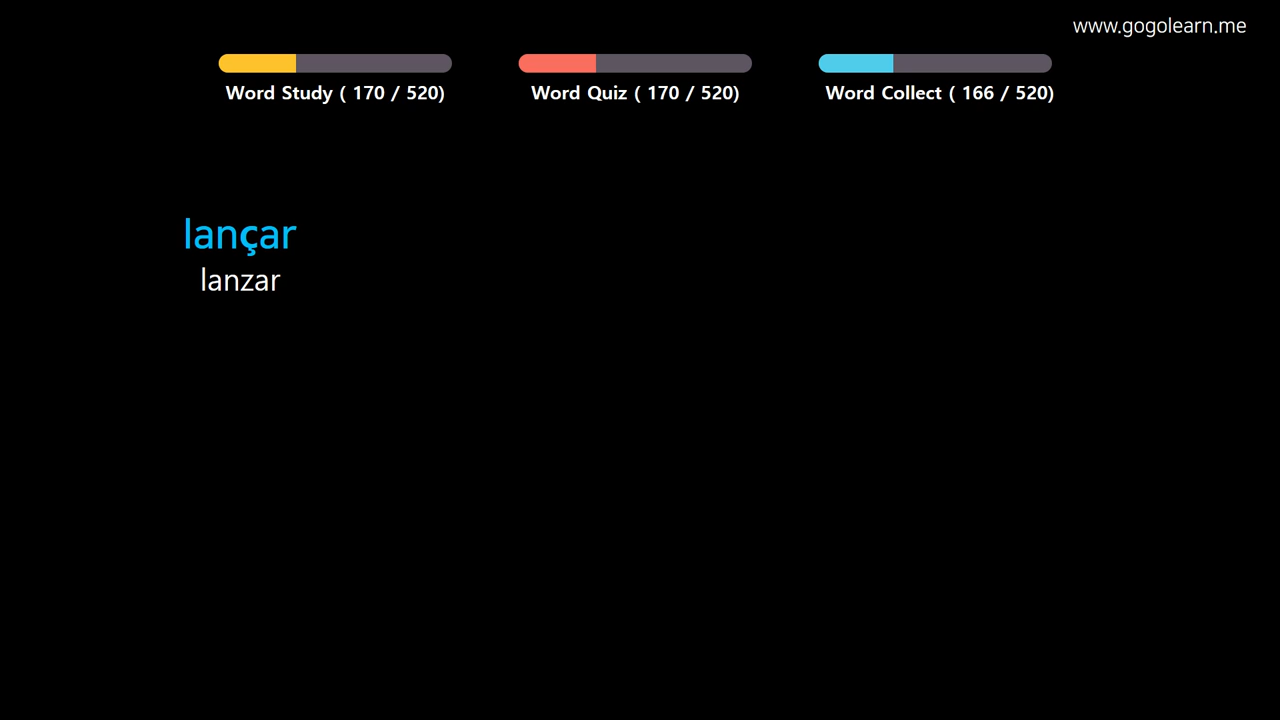 www.gogolearn.me
Word Study ( 170 / 520)
Word Quiz ( 170 / 520)
Word Collect ( 166 / 520)
lançar
lanzar